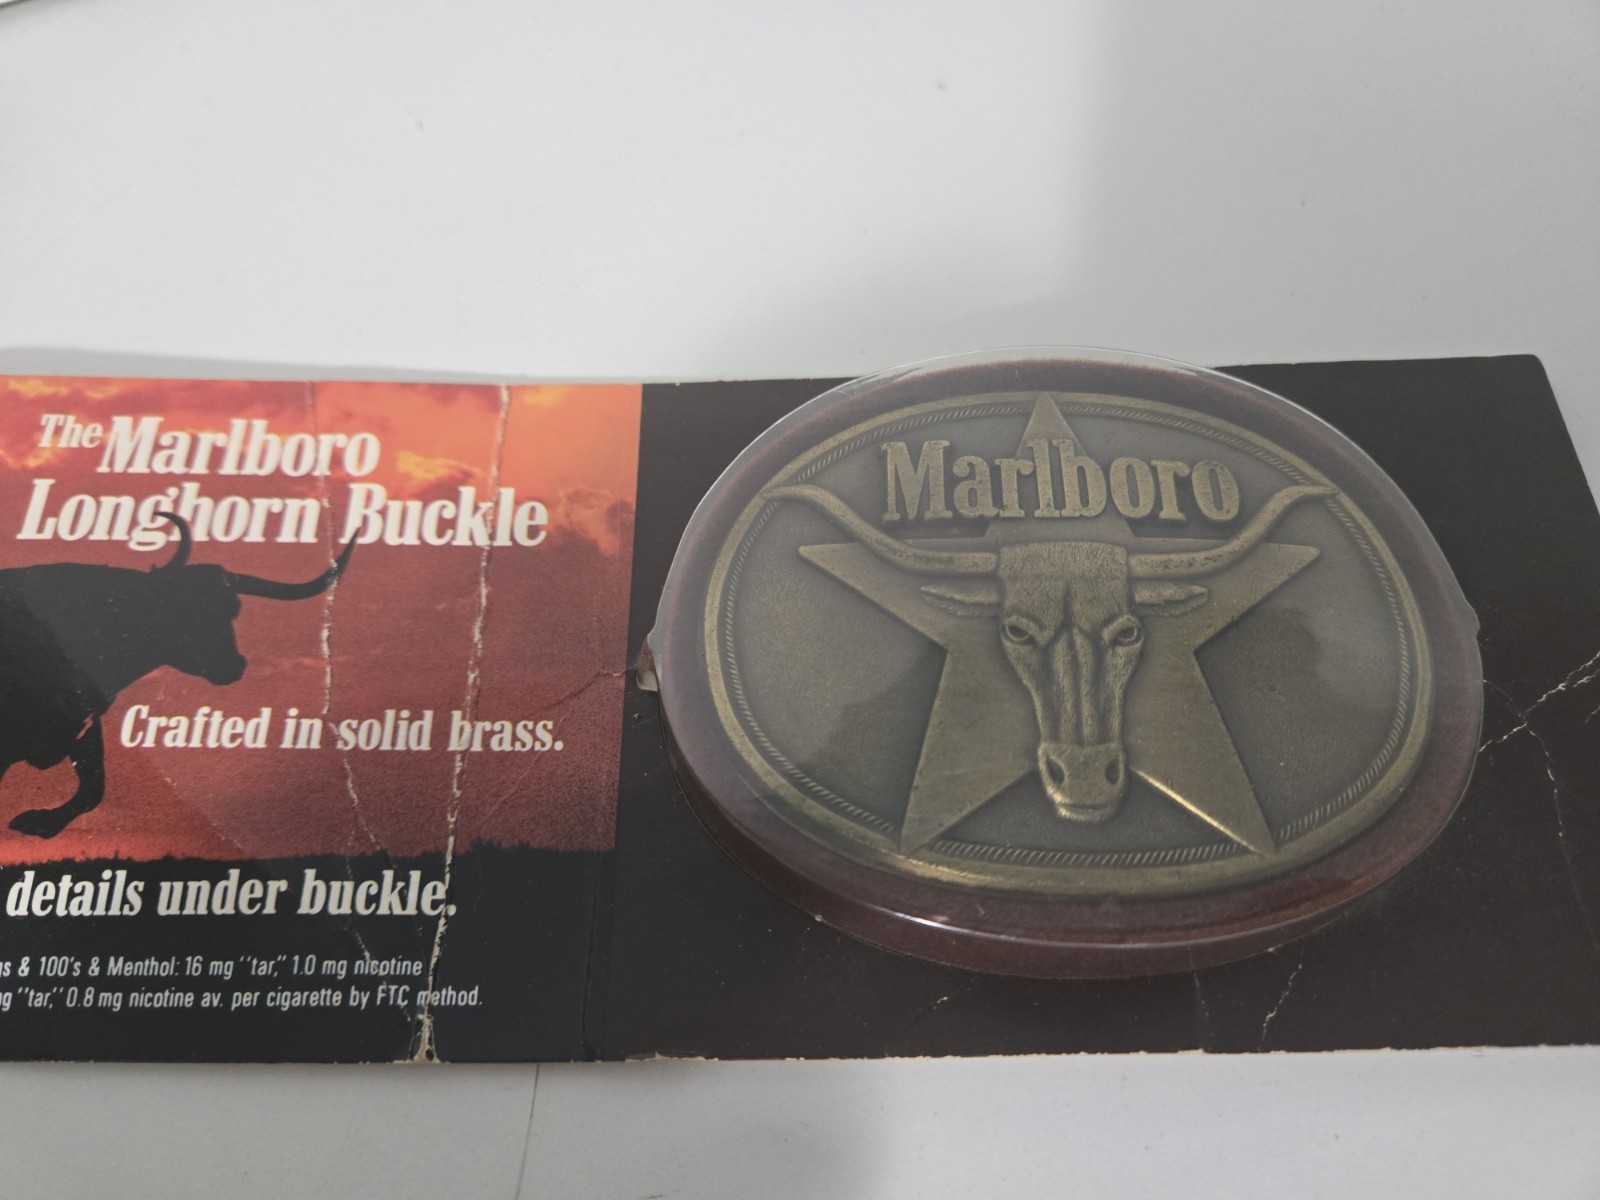 The Marlboro
Longhorn Buckle
Crafted in solid brass.
details under buckle.
& 100's & Menthol: 16 mg "tar," 1.0 mg nicotine
"tar," 0.8 mg nicotine av. per cigarette by FTC method.
Marlboro